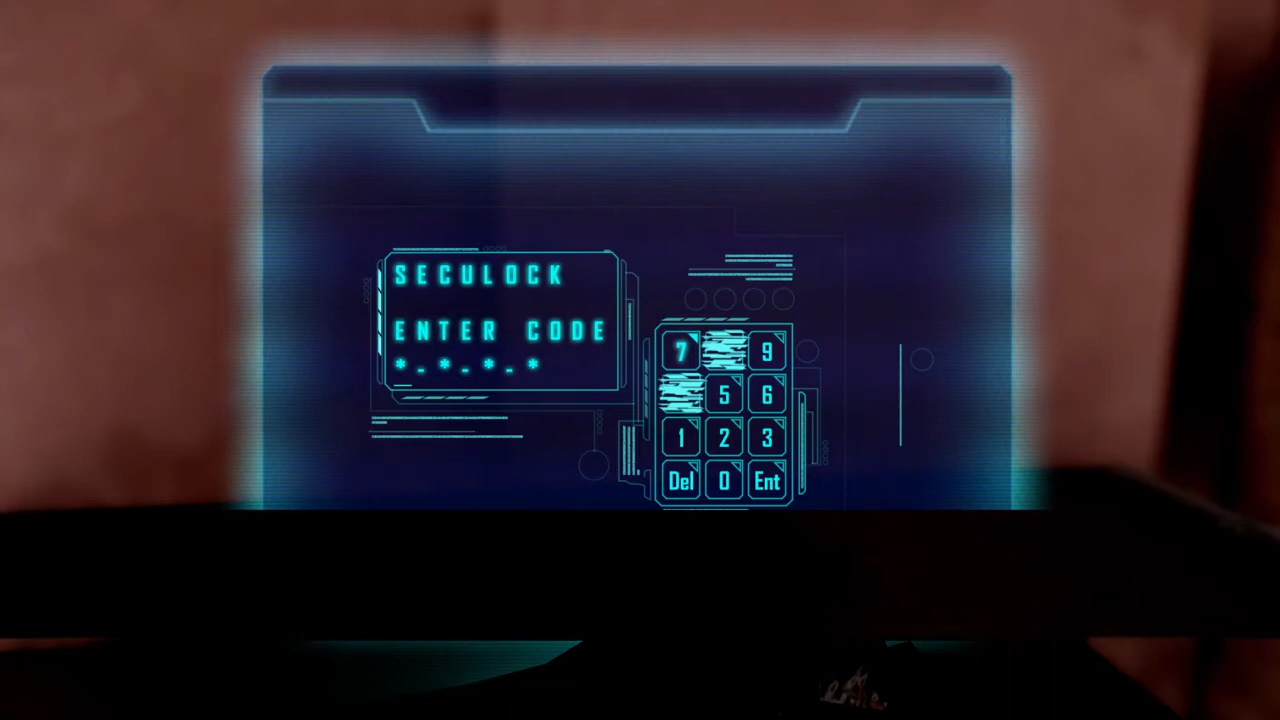 SECULOCK
ENTER CODE
*_*_*_*
7 9
5 6
1 2 3
Del 0 Ent